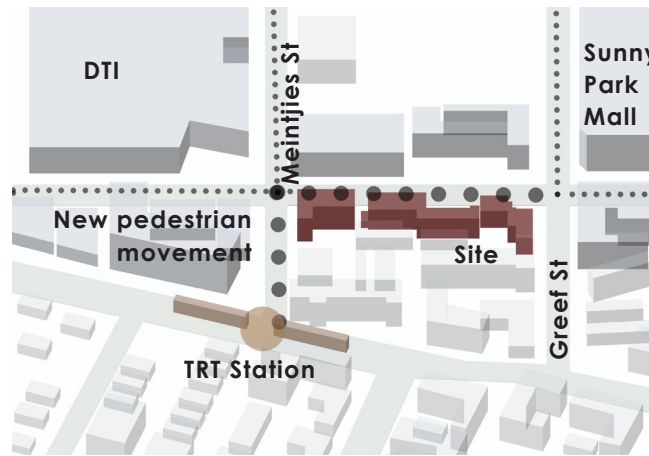 DTI
Meintjies St
Sunny
Park
Mall
New pedestrian
movement
Site
Greef St
TRT Station